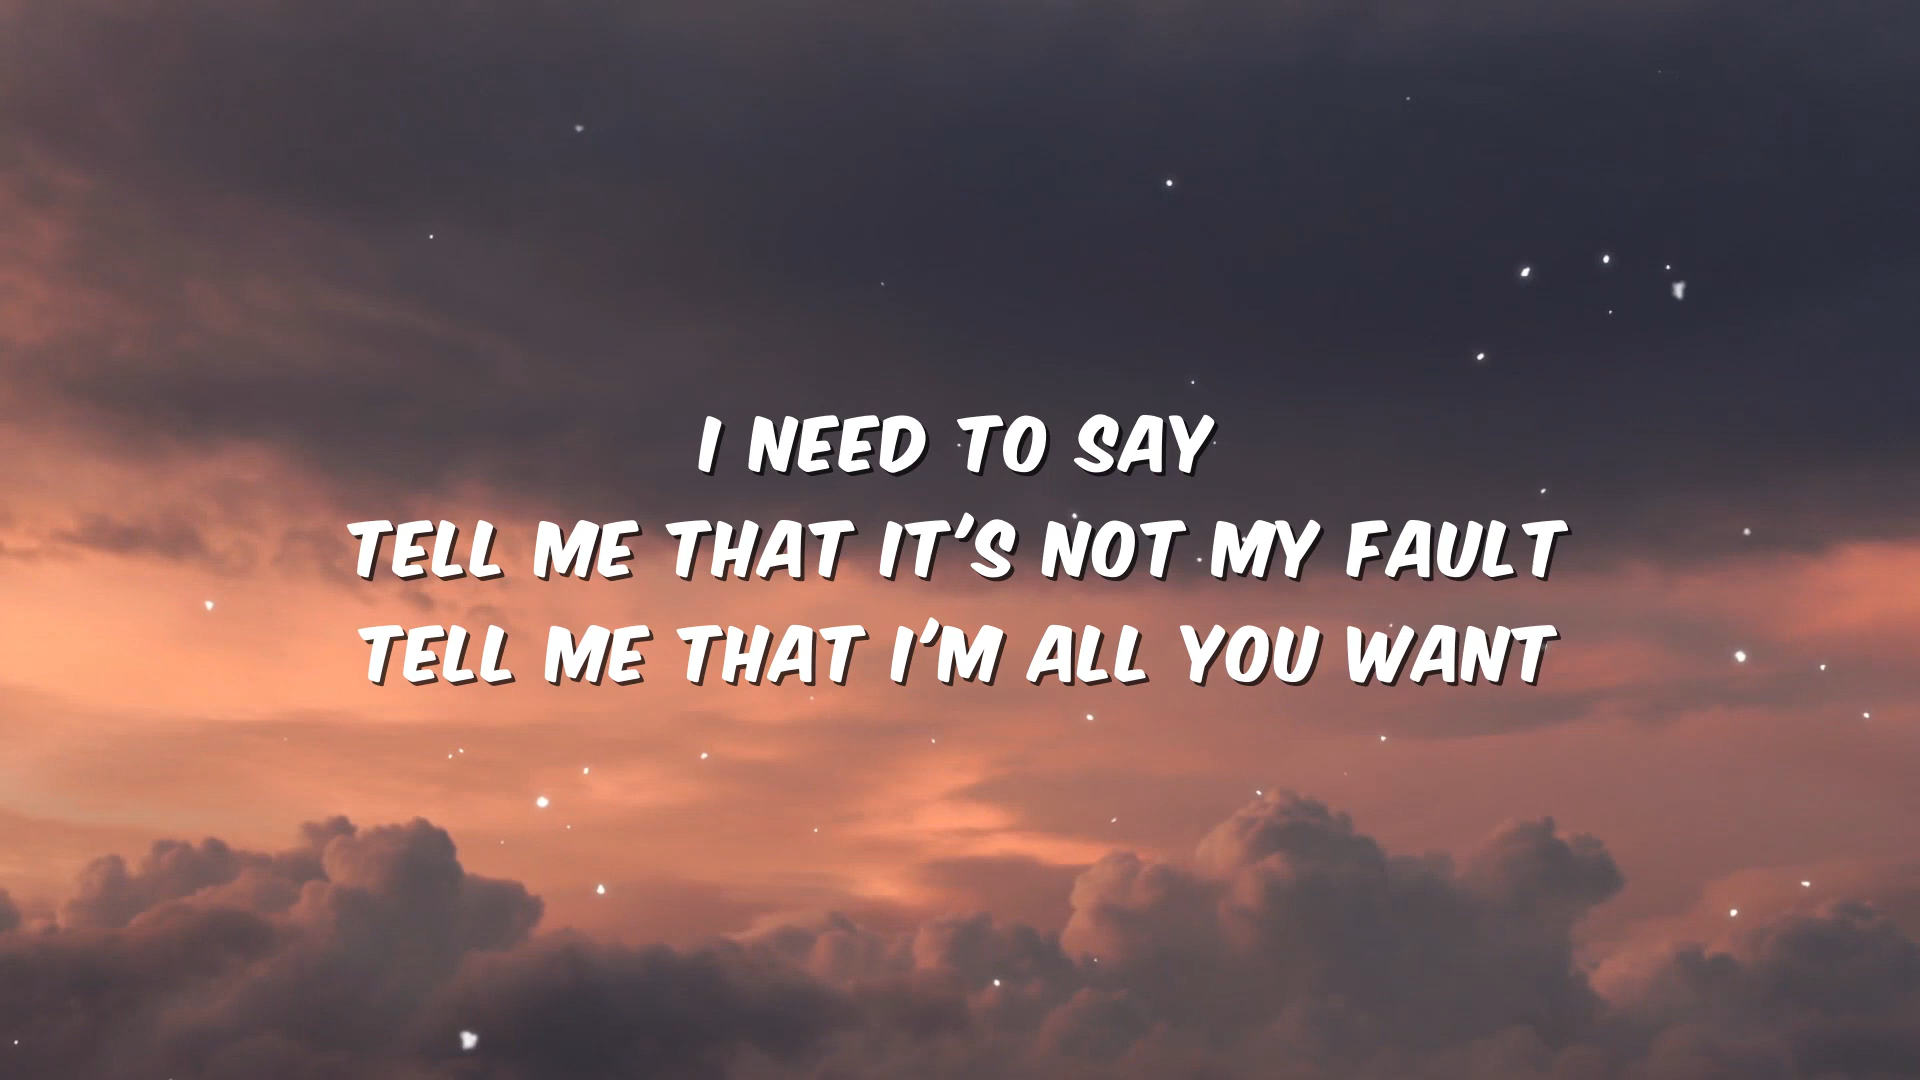 I NEED TO SAY
TELL ME THAT IT'S NOT MY FAULT
TELL ME THAT I'M ALL YOU WANT